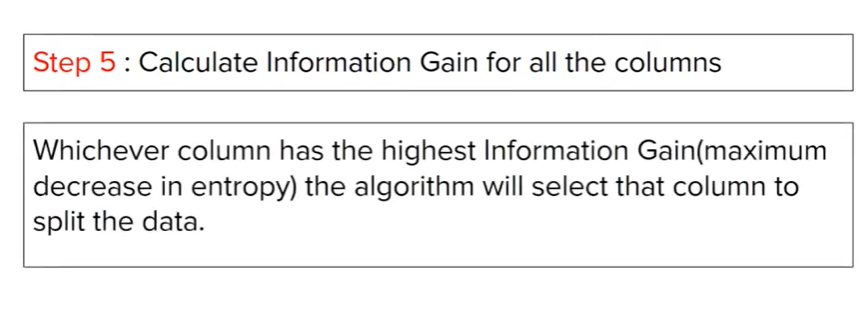 Step 5 : Calculate Information Gain for all the columns
Whichever column has the highest Information Gain(maximum
decrease in entropy) the algorithm will select that column to
split the data.